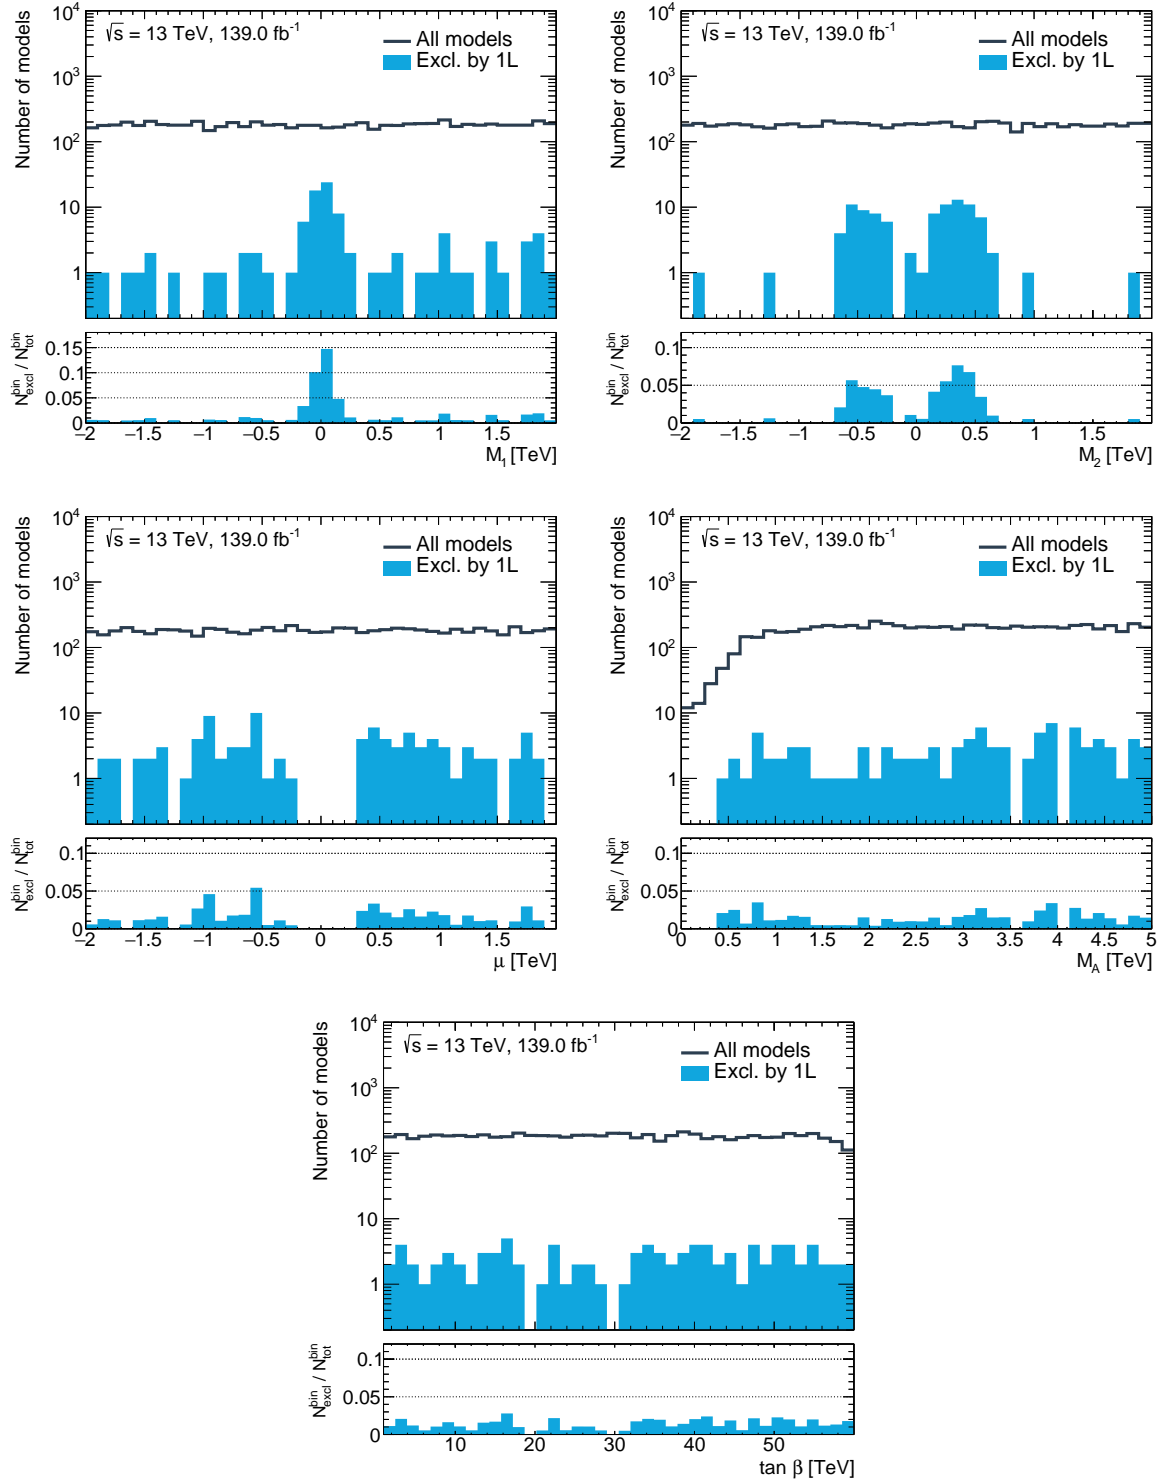 √s = 13 TeV, 139.0 fb⁻¹
All models
Excl. by 1L
Number of models
10⁴
10³
10²
10
1
N_excl^bin / N_tot^bin
0.15
0.1
0.05
0
−2 −1.5 −1 −0.5 0 0.5 1 1.5
M₁ [TeV]
√s = 13 TeV, 139.0 fb⁻¹
All models
Excl. by 1L
Number of models
10⁴
10³
10²
10
1
N_excl^bin / N_tot^bin
0.1
0.05
0
−2 −1.5 −1 −0.5 0 0.5 1 1.5
M₂ [TeV]
√s = 13 TeV, 139.0 fb⁻¹
All models
Excl. by 1L
Number of models
10⁴
10³
10²
10
1
N_excl^bin / N_tot^bin
0.1
0.05
0
−2 −1.5 −1 −0.5 0 0.5 1 1.5
μ [TeV]
√s = 13 TeV, 139.0 fb⁻¹
All models
Excl. by 1L
Number of models
10⁴
10³
10²
10
1
N_excl^bin / N_tot^bin
0.1
0.05
0
0 0.5 1 1.5 2 2.5 3 3.5 4 4.5 5
M_A [TeV]
√s = 13 TeV, 139.0 fb⁻¹
All models
Excl. by 1L
Number of models
10⁴
10³
10²
10
1
N_excl^bin / N_tot^bin
0.1
0.05
0
10 20 30 40 50
tan β [TeV]